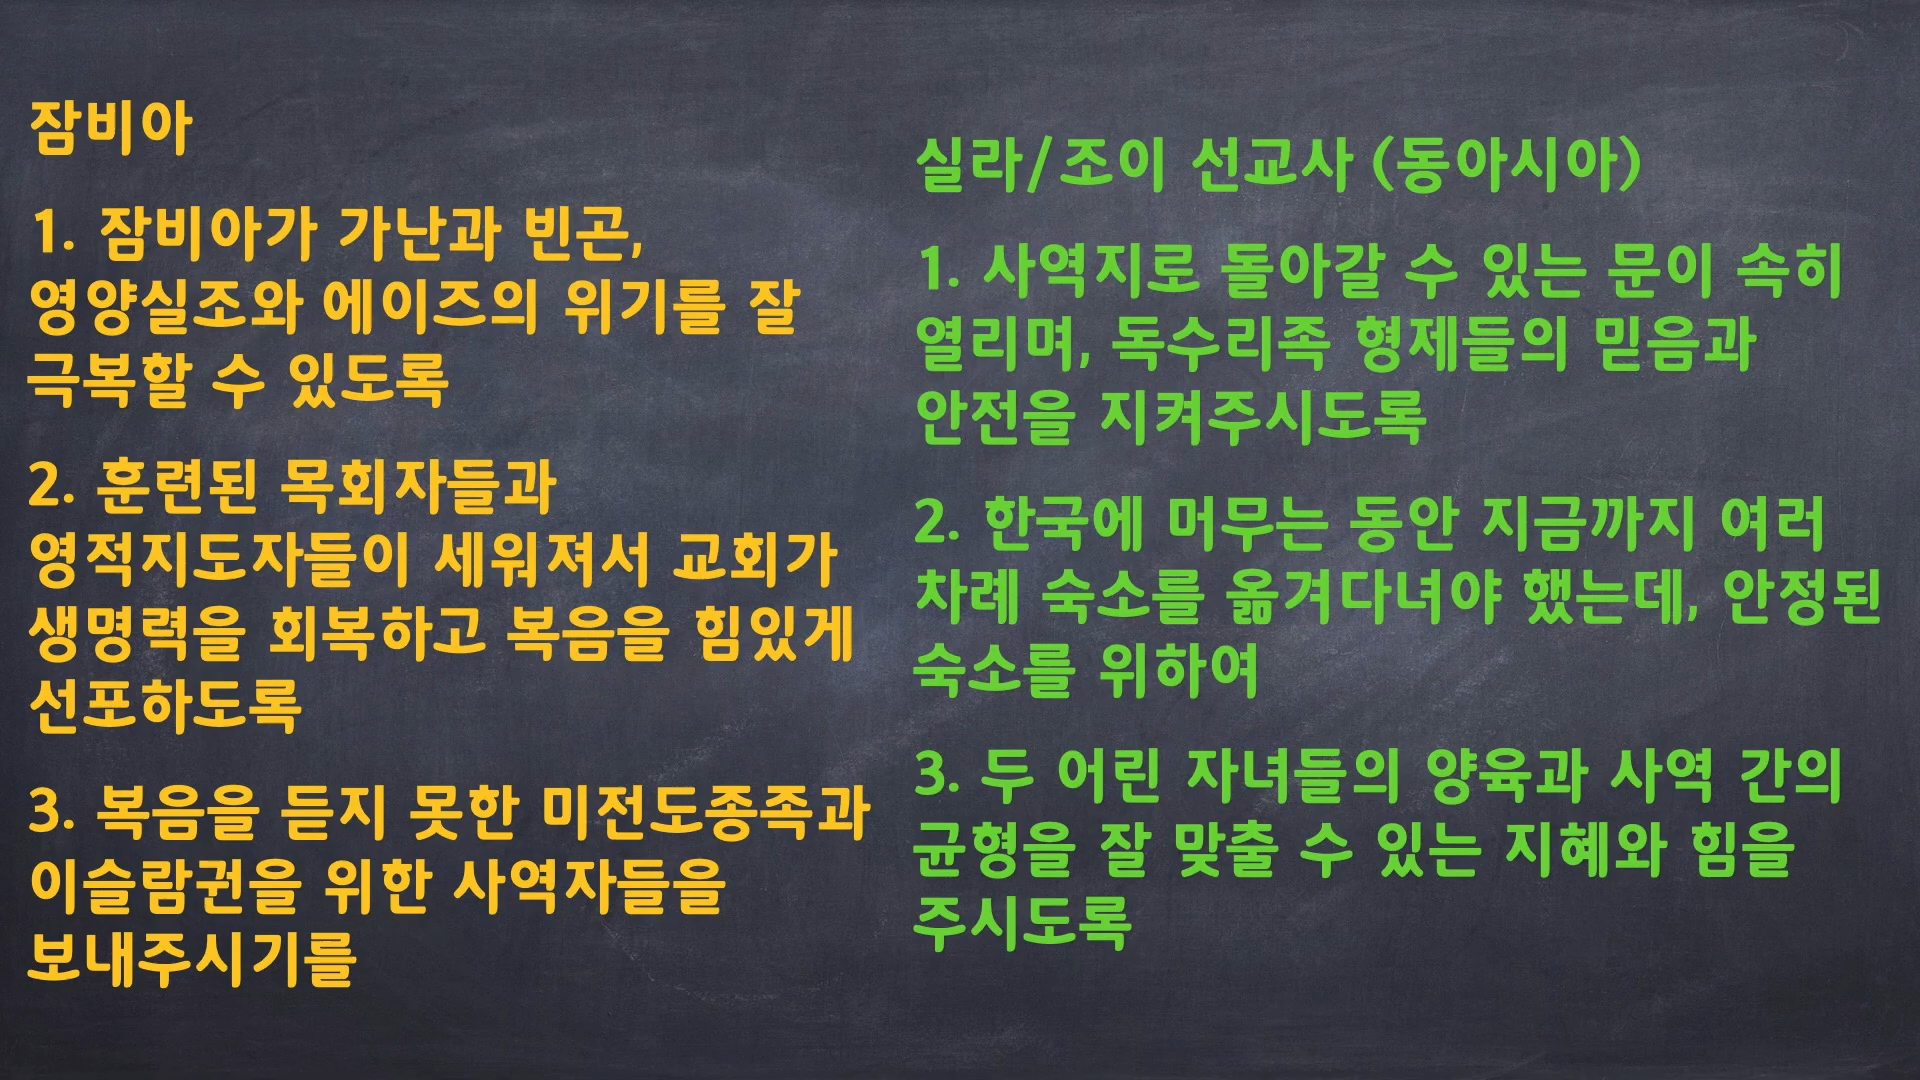 잠비아
1. 잠비아가 가난과 빈곤,
영양실조와 에이즈의 위기를 잘
극복할 수 있도록
2. 훈련된 목회자들과
영적지도자들이 세워져서 교회가
생명력을 회복하고 복음을 힘있게
선포하도록
3. 복음을 듣지 못한 미전도종족과
이슬람권을 위한 사역자들을
보내주시기를
실라/조이 선교사 (동아시아)
1. 사역지로 돌아갈 수 있는 문이 속히
열리며, 독수리족 형제들의 믿음과
안전을 지켜주시도록
2. 한국에 머무는 동안 지금까지 여러
차례 숙소를 옮겨다녀야 했는데, 안정된
숙소를 위하여
3. 두 어린 자녀들의 양육과 사역 간의
균형을 잘 맞출 수 있는 지혜와 힘을
주시도록